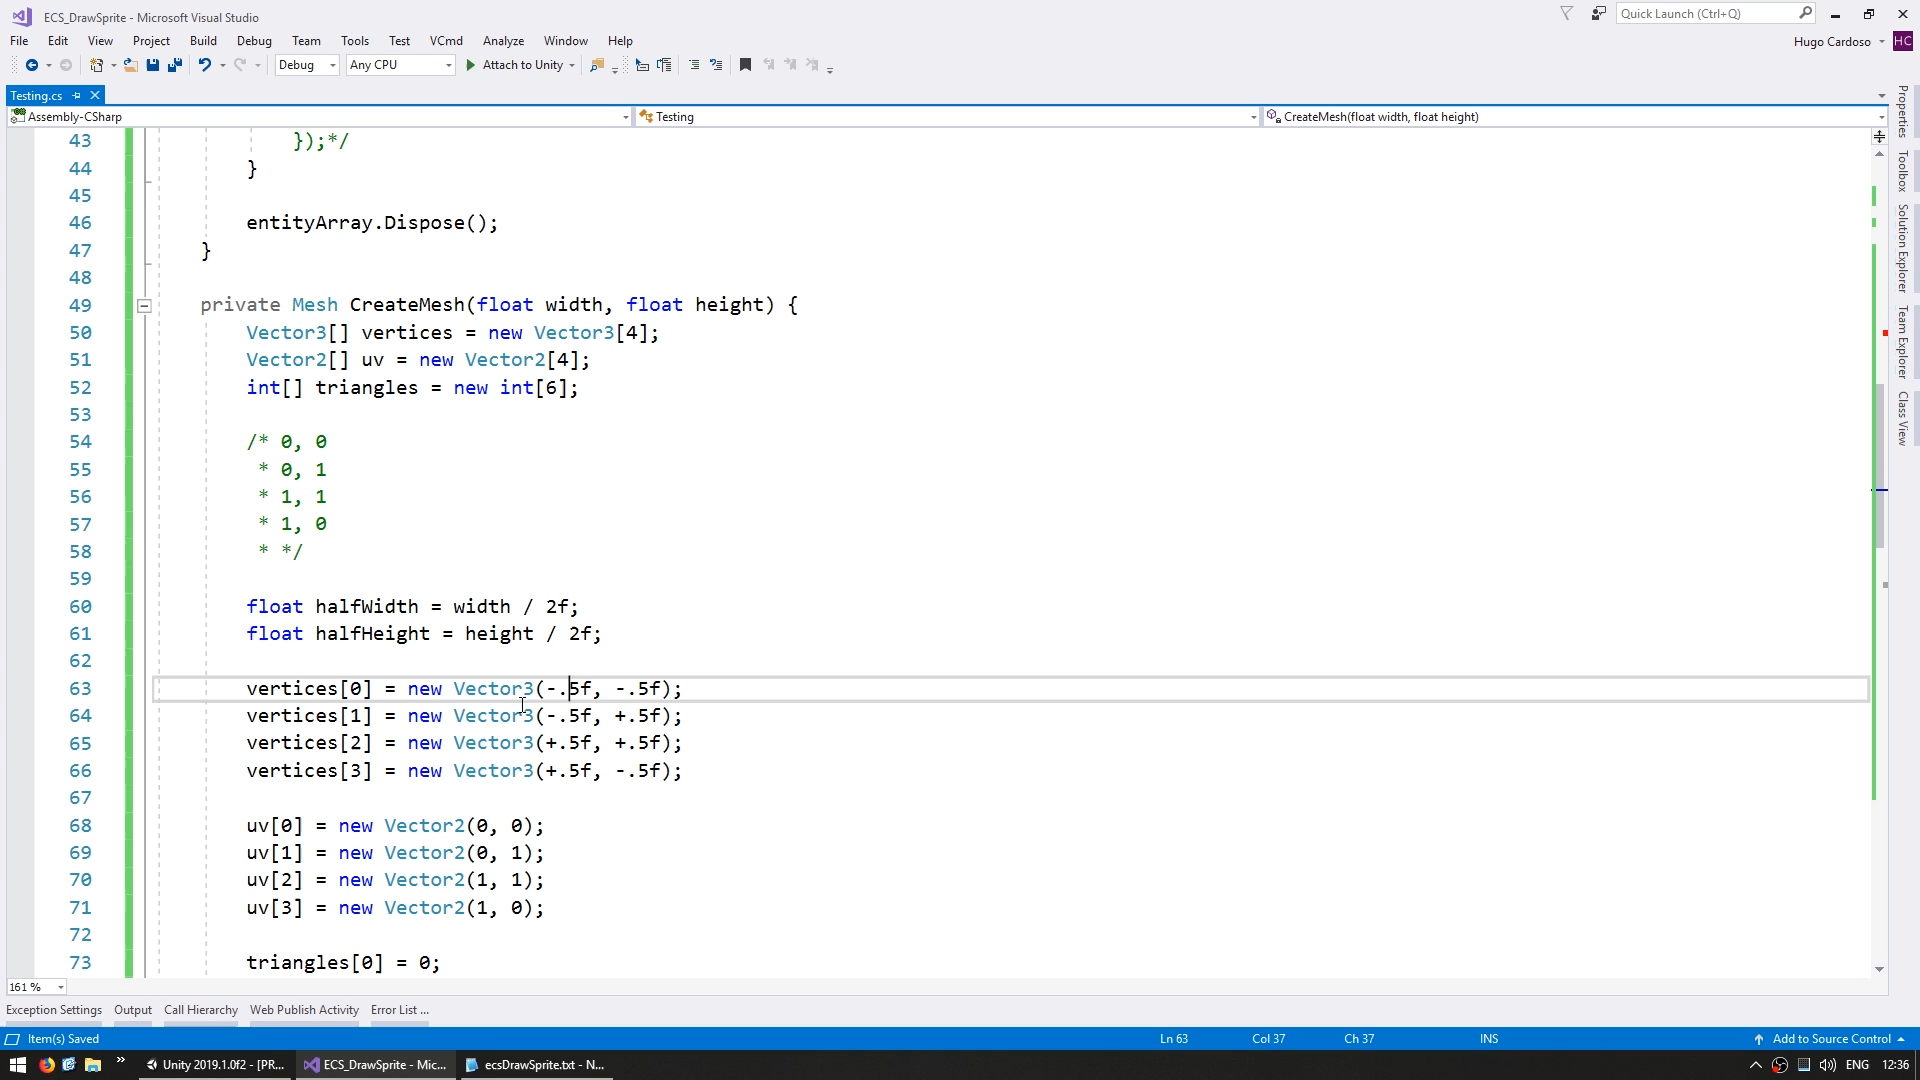 ECS_DrawSprite - Microsoft Visual Studio
Quick Launch (Ctrl+Q)
File Edit View Project Build Debug Team Tools Test VCmd Analyze Window Help
Hugo Cardoso HC
Debug Any CPU Attach to Unity
Testing.cs
Assembly-CSharp Testing CreateMesh(float width, float height)
43 });*/
44 }
45
46 entityArray.Dispose();
47 }
48
49 private Mesh CreateMesh(float width, float height) {
50 Vector3[] vertices = new Vector3[4];
51 Vector2[] uv = new Vector2[4];
52 int[] triangles = new int[6];
53
54 /* 0, 0
55 * 0, 1
56 * 1, 1
57 * 1, 0
58 * */
59
60 float halfWidth = width / 2f;
61 float halfHeight = height / 2f;
62
63 vertices[0] = new Vector3(-.5f, -.5f);
64 vertices[1] = new Vector3(-.5f, +.5f);
65 vertices[2] = new Vector3(+.5f, +.5f);
66 vertices[3] = new Vector3(+.5f, -.5f);
67
68 uv[0] = new Vector2(0, 0);
69 uv[1] = new Vector2(0, 1);
70 uv[2] = new Vector2(1, 1);
71 uv[3] = new Vector2(1, 0);
72
73 triangles[0] = 0;
Properties
Toolbox
Solution Explorer
Team Explorer
Class View
161 %
Exception Settings Output Call Hierarchy Web Publish Activity Error List ...
Item(s) Saved Ln 63 Col 37 Ch 37 INS Add to Source Control
Unity 2019.1.0f2 - [PR... ECS_DrawSprite - Mic... ecsDrawSprite.txt - N... ENG 12:36